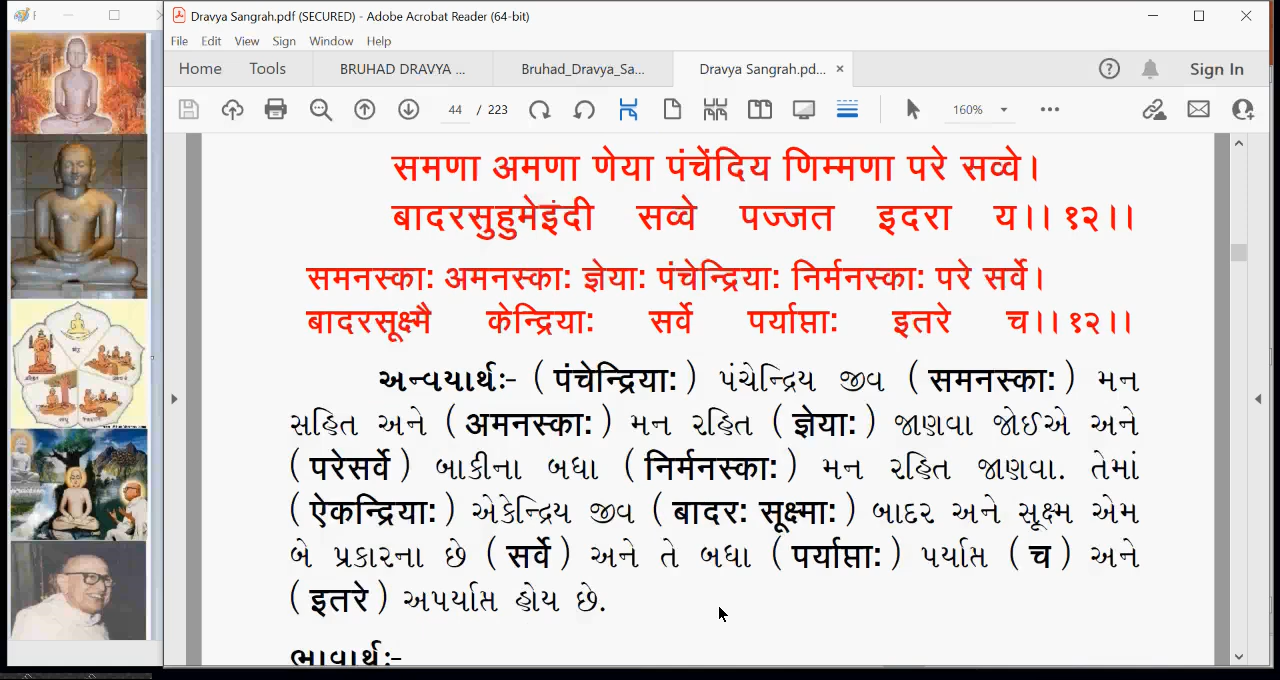 Dravya Sangrah.pdf (SECURED) - Adobe Acrobat Reader (64-bit)
File Edit View Sign Window Help
Home Tools BRUHAD DRAVYA ... Bruhad_Dravya_Sa... Dravya Sangrah.pd... × Sign In
44 / 223 160%
समणा अमणा णेया पंचेंदिय णिम्मणा परे सव्वे।
बादरसुहुमेइंदी सव्वे पज्जत इदरा य।। १२।।
समनस्काः अमनस्काः ज्ञेयाः पंचेन्द्रियाः निर्मनस्काः परे सर्वे।
बादरसूक्ष्मै केन्द्रियाः सर्वे पर्याप्ताः इतरे च।। १२।।
અન્વયાર્થઃ- ( पंचेन्द्रियाः ) પંચેન્દ્રિય જીવ ( समनस्काः ) મન
સહિત અને ( अमनस्काः ) મન રહિત ( ज्ञेयाः ) જાણવા જોઈએ અને
( परेसर्वे ) બાકીના બધા ( निर्मनस्काः ) મન રહિત જાણવા. તેમાં
( ऐकन्द्रियाः ) એકેન્દ્રિય જીવ ( बादरः सूक्ष्माः ) બાદર અને સૂક્ષ્મ એમ
બે પ્રકારના છે ( सर्वे ) અને તે બધા ( पर्याप्ताः ) પર્યાપ્ત ( च ) અને
( इतरे ) અપર્યાપ્ત હોય છે.
ભાવાર્થઃ-